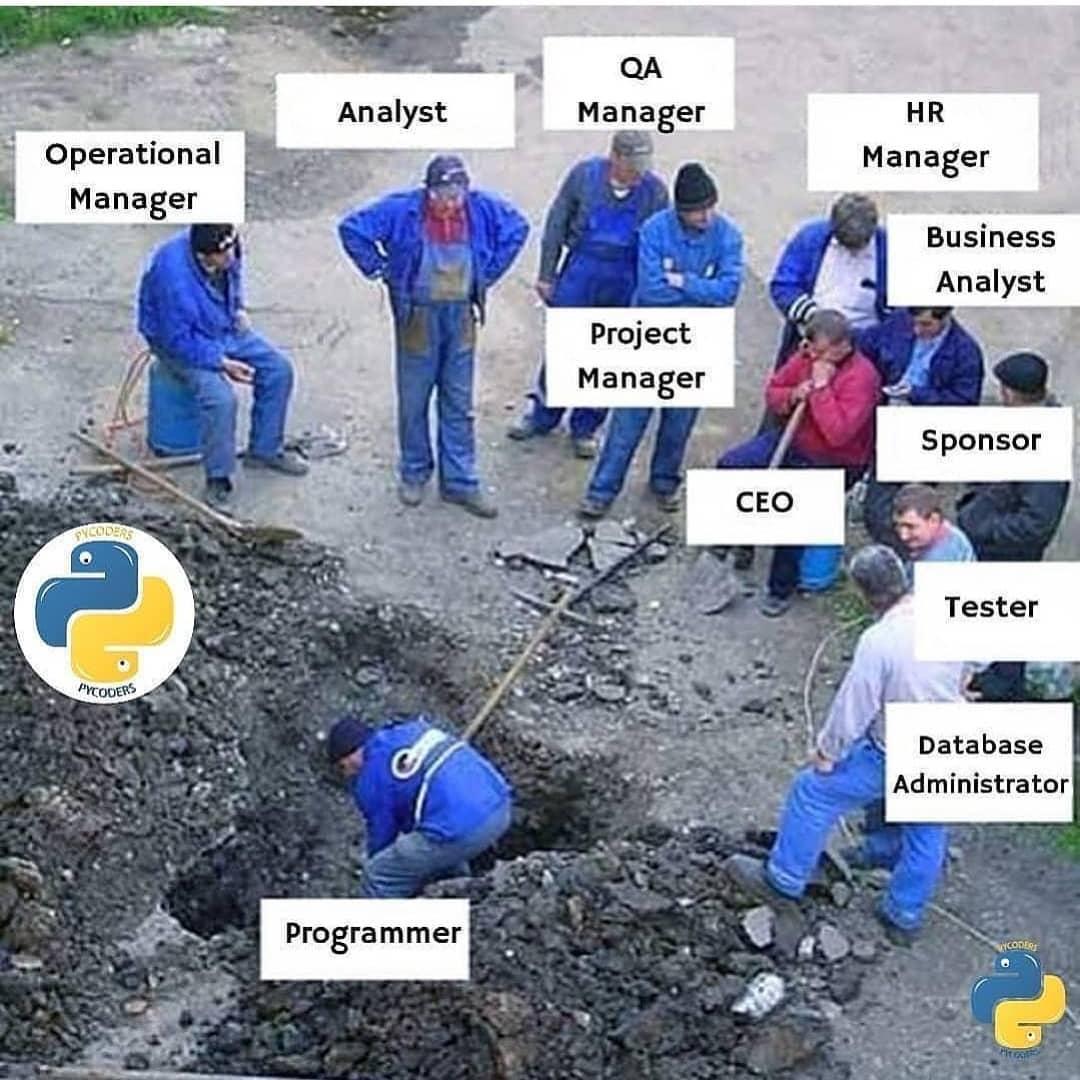 QA
Manager
Analyst
HR
Manager
Operational
Manager
Business
Analyst
Project
Manager
Sponsor
CEO
PYCODERS
PYCODERS
Tester
Database
Administrator
Programmer
PYCODERS
PYCODERS